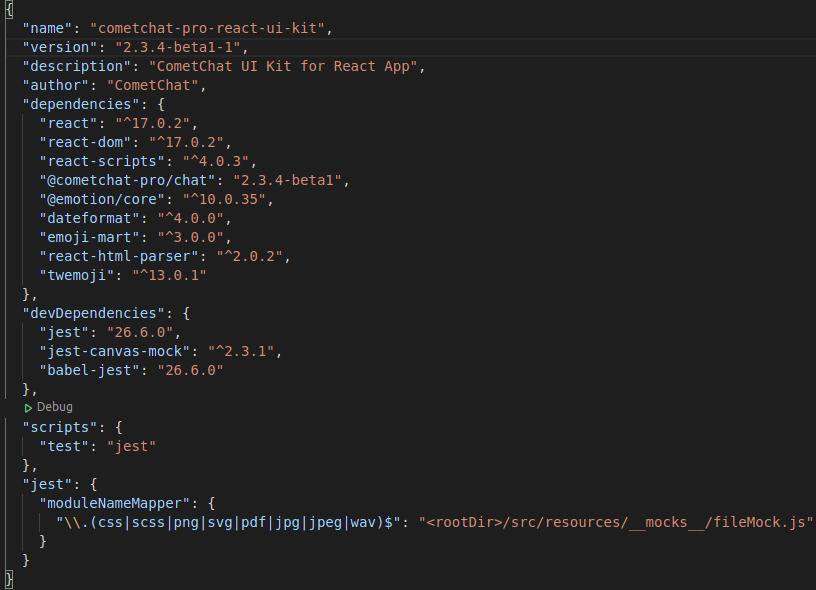 {
"name": "cometchat-pro-react-ui-kit",
"version": "2.3.4-beta1-1",
"description": "CometChat UI Kit for React App",
"author": "CometChat",
"dependencies": {
"react": "^17.0.2",
"react-dom": "^17.0.2",
"react-scripts": "^4.0.3",
"@cometchat-pro/chat": "2.3.4-beta1",
"@emotion/core": "^10.0.35",
"dateformat": "^4.0.0",
"emoji-mart": "^3.0.0",
"react-html-parser": "^2.0.2",
"twemoji": "^13.0.1"
},
"devDependencies": {
"jest": "26.6.0",
"jest-canvas-mock": "^2.3.1",
"babel-jest": "26.6.0"
},
Debug
"scripts": {
"test": "jest"
},
"jest": {
"moduleNameMapper": {
"\\.(css|scss|png|svg|pdf|jpg|jpeg|wav)$": "<rootDir>/src/resources/__mocks__/fileMock.js"
}
}
}